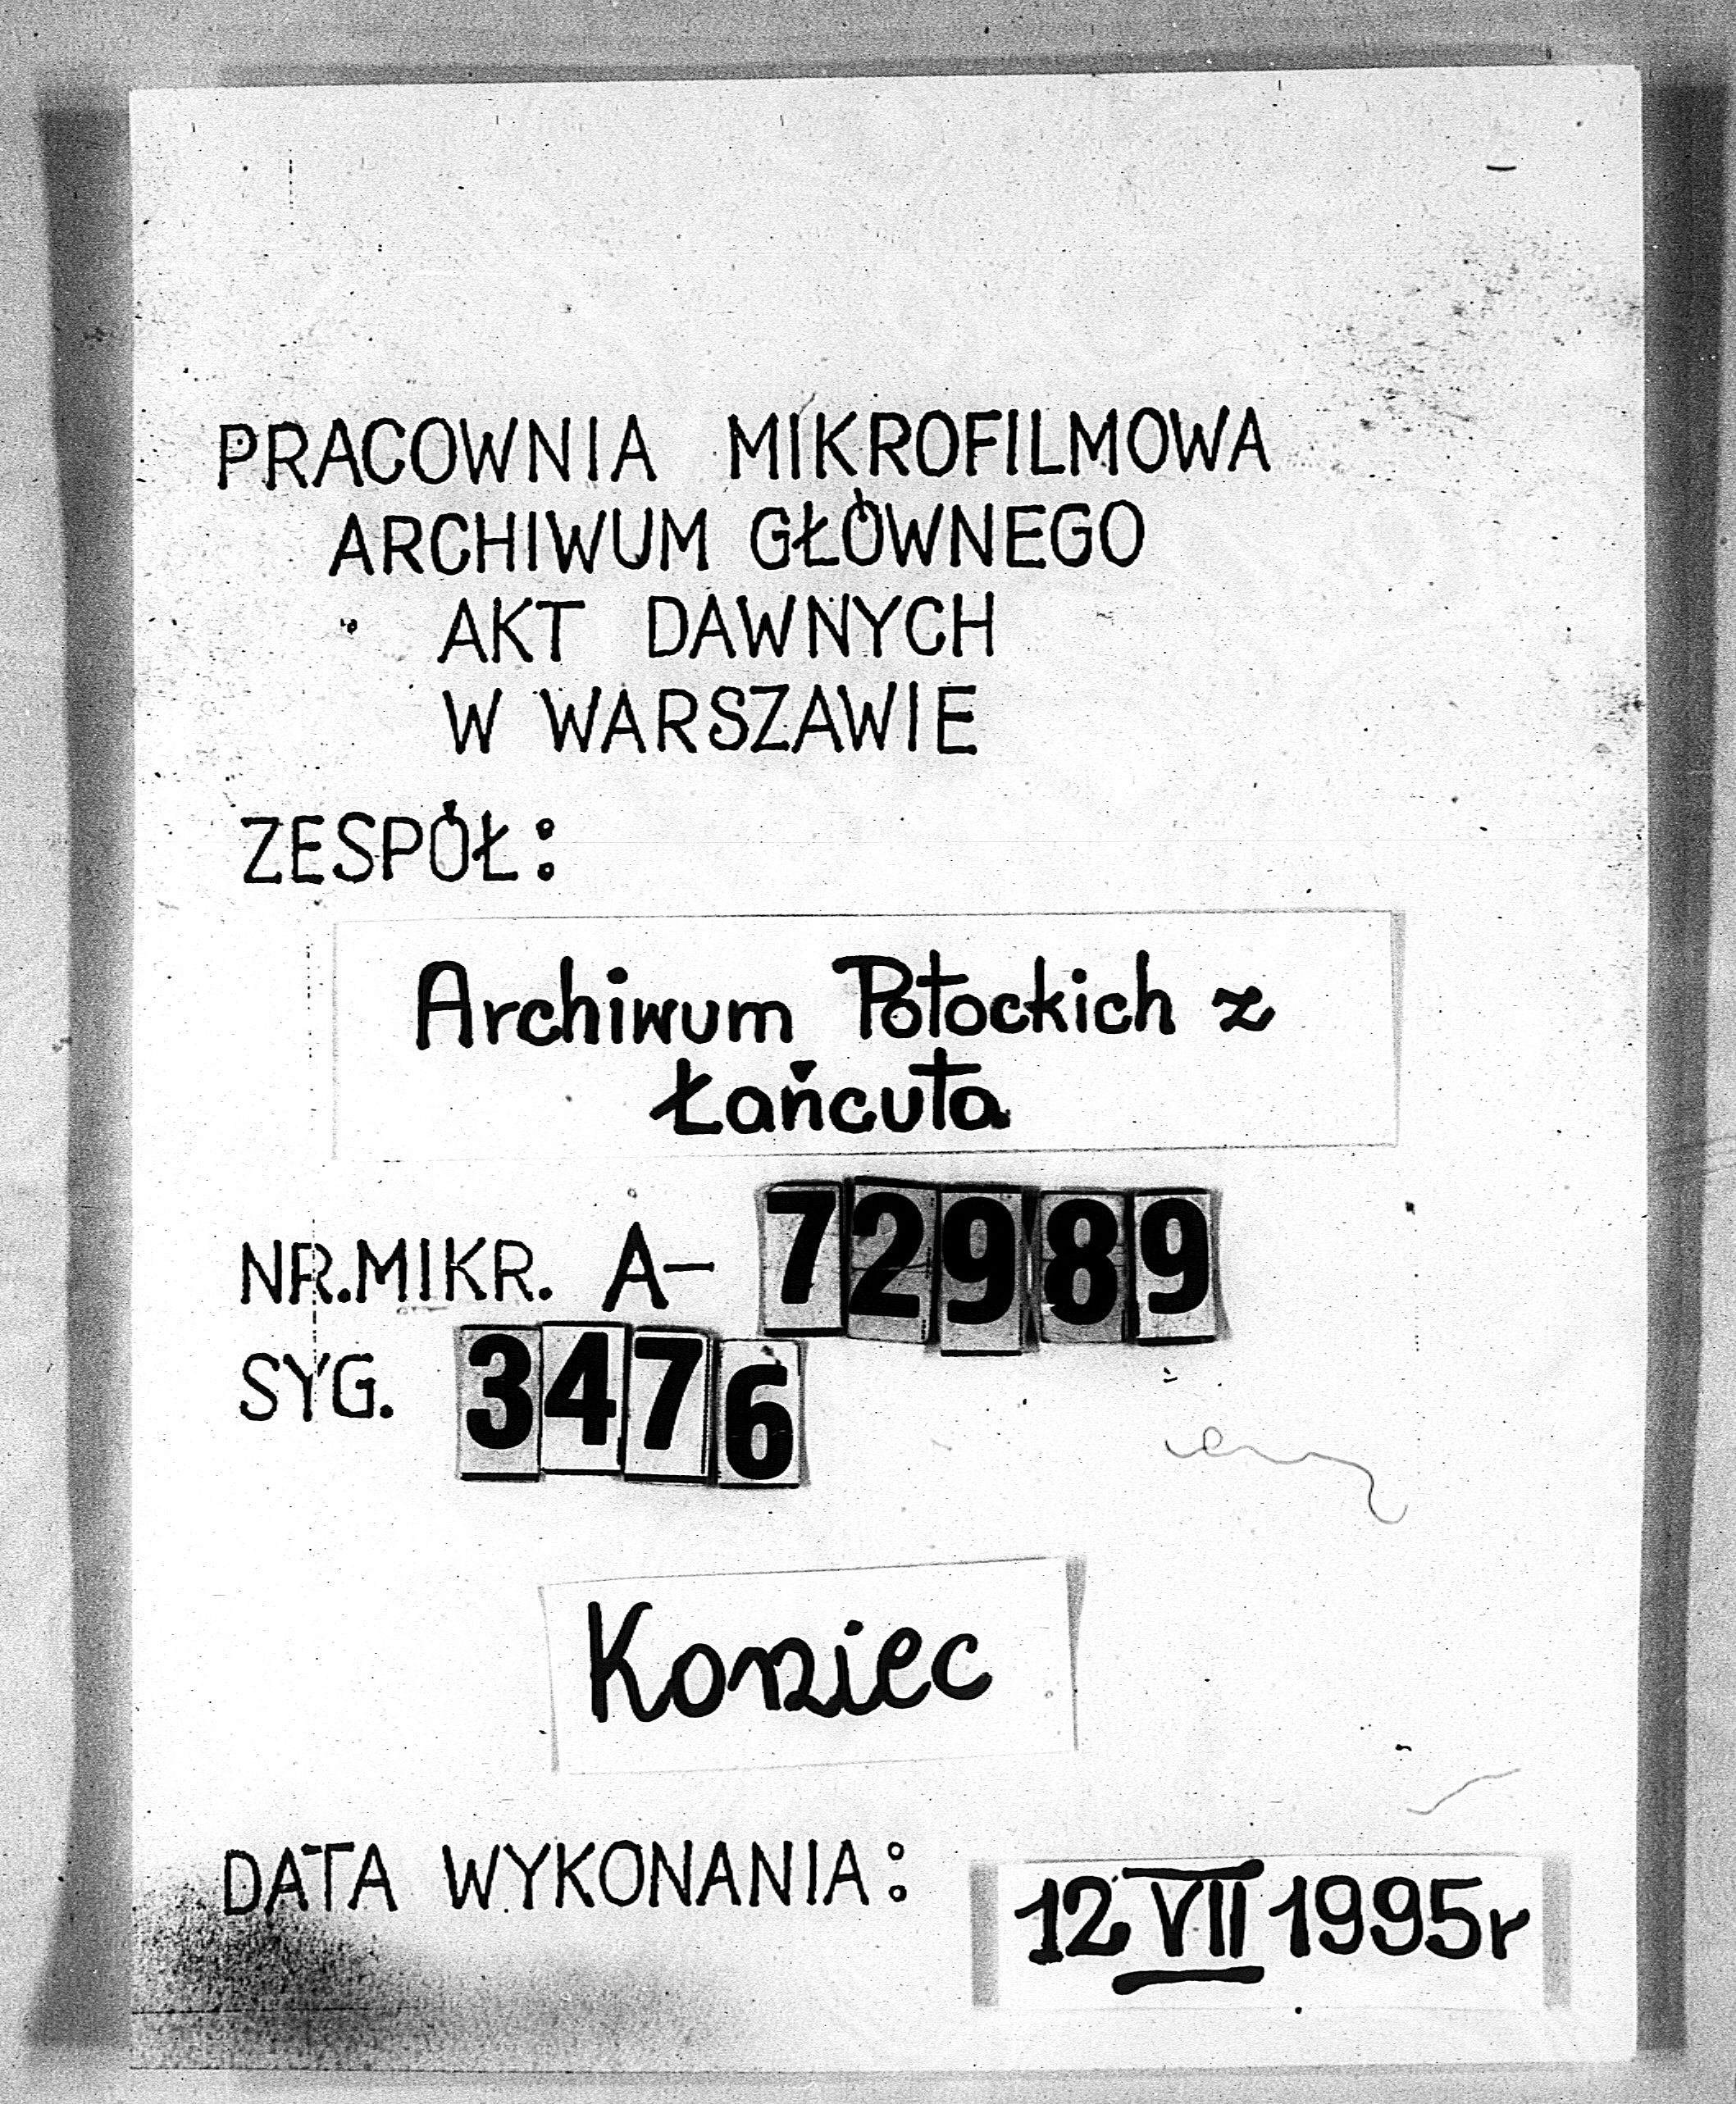 PRACOWNIA MIKROFILMOWA
ARCHIWUM GŁÓWNEGO
AKT DAWNYCH
W WARSZAWIE
ZESPÓŁ:
Archiwum Potockich z
Łańcuta
NR.MIKR. A- 72989
SYG. 3476
Koniec
DATA WYKONANIA: 12 VII 1995r